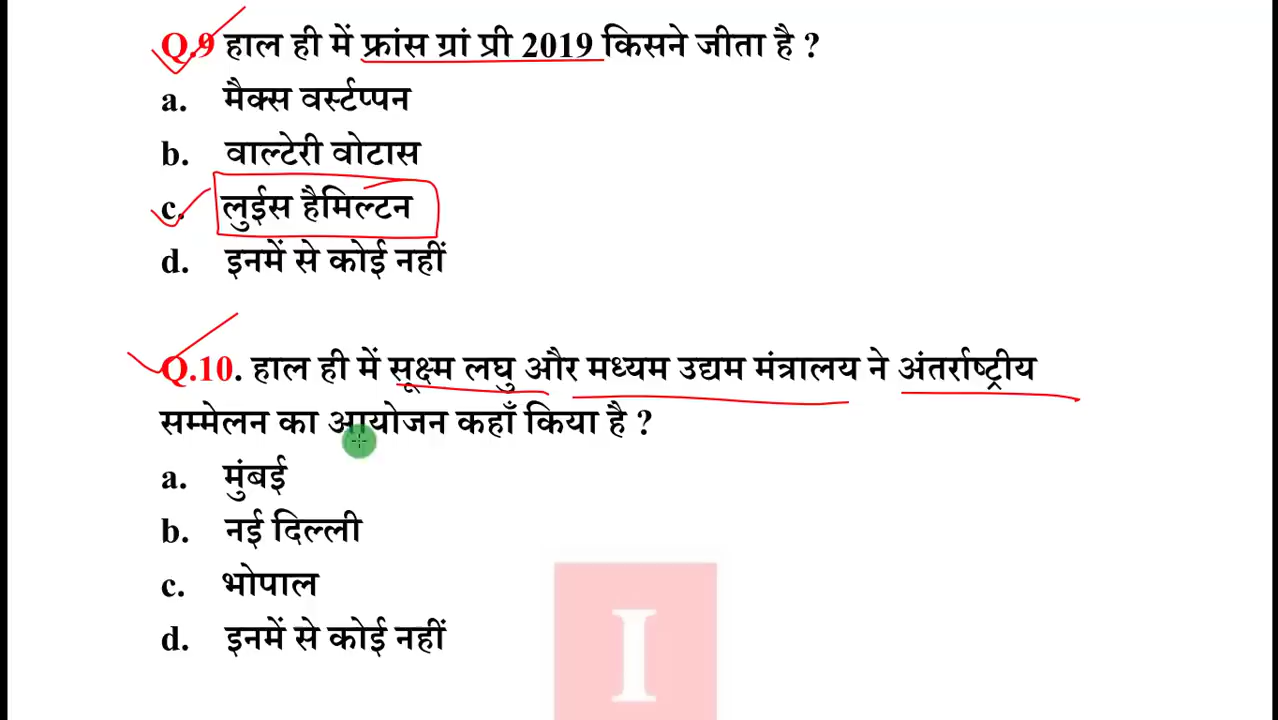 Q.9 हाल ही में फ्रांस ग्रां प्री 2019 किसने जीता है ?
a. मैक्स वर्स्टप्पन
b. वाल्टेरी वोटास
c. लुईस हैमिल्टन
d. इनमें से कोई नहीं
Q.10. हाल ही में सूक्ष्म लघु और मध्यम उद्यम मंत्रालय ने अंतर्राष्ट्रीय
सम्मेलन का आयोजन कहाँ किया है ?
a. मुंबई
b. नई दिल्ली
c. भोपाल
d. इनमें से कोई नहीं
I